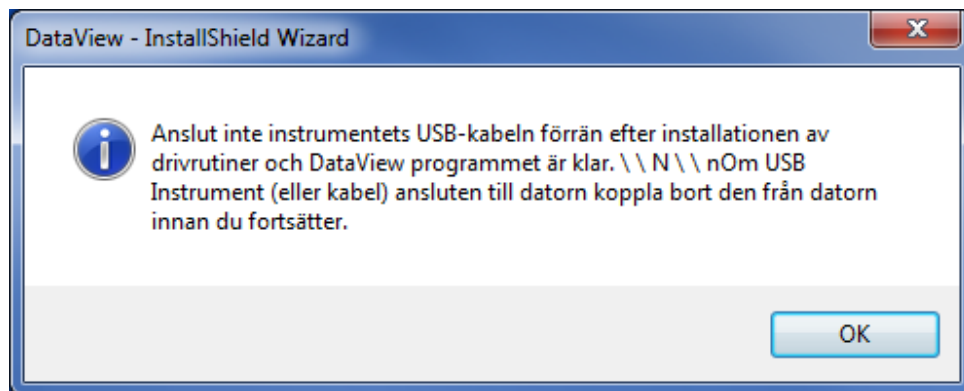 DataView - InstallShield Wizard
Anslut inte instrumentets USB-kabeln förrän efter installationen av
drivrutiner och DataView programmet är klar. \ \ N \ \ nOm USB
Instrument (eller kabel) ansluten till datorn koppla bort den från datorn
innan du fortsätter.
OK